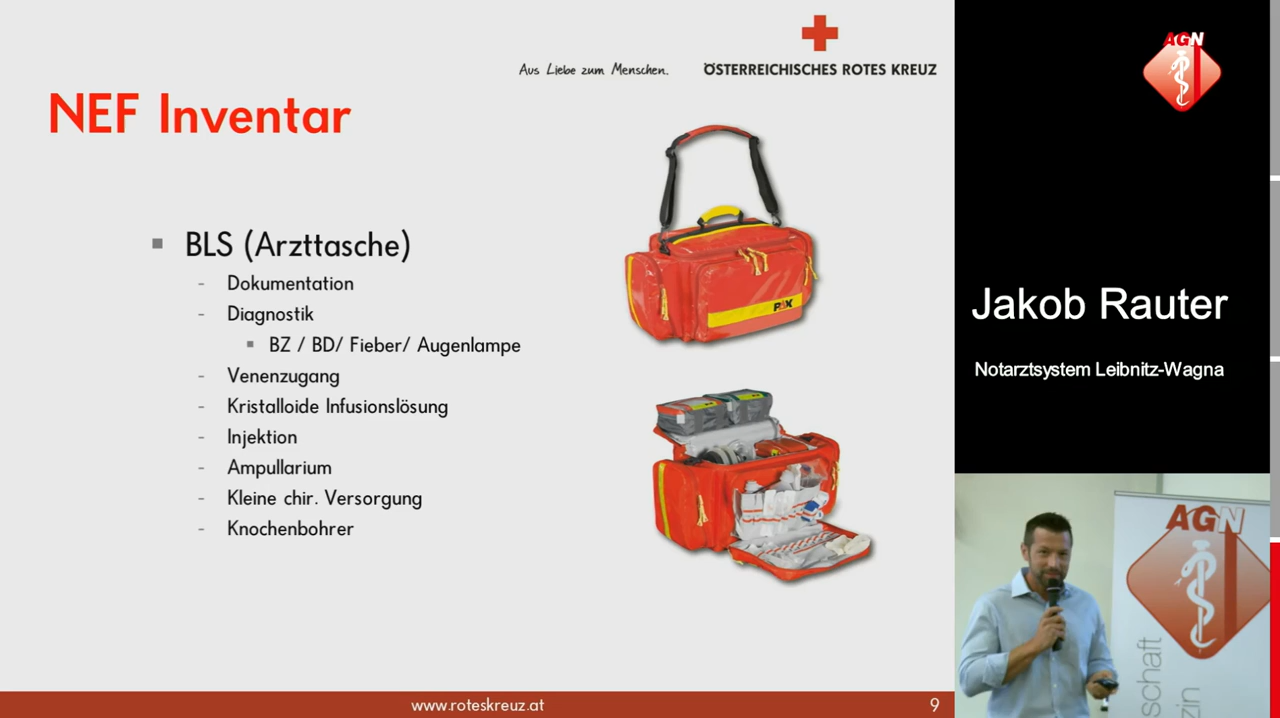 Aus Liebe zum Menschen.
ÖSTERREICHISCHES ROTES KREUZ
NEF Inventar
▪ BLS (Arzttasche)
- Dokumentation
- Diagnostik
▪ BZ / BD/ Fieber/ Augenlampe
- Venenzugang
- Kristalloide Infusionslösung
- Injektion
- Ampullarium
- Kleine chir. Versorgung
- Knochenbohrer
PAX
www.roteskreuz.at
9
AGN
Jakob Rauter
Notarztsystem Leibnitz-Wagna
AGN
schaft
zin